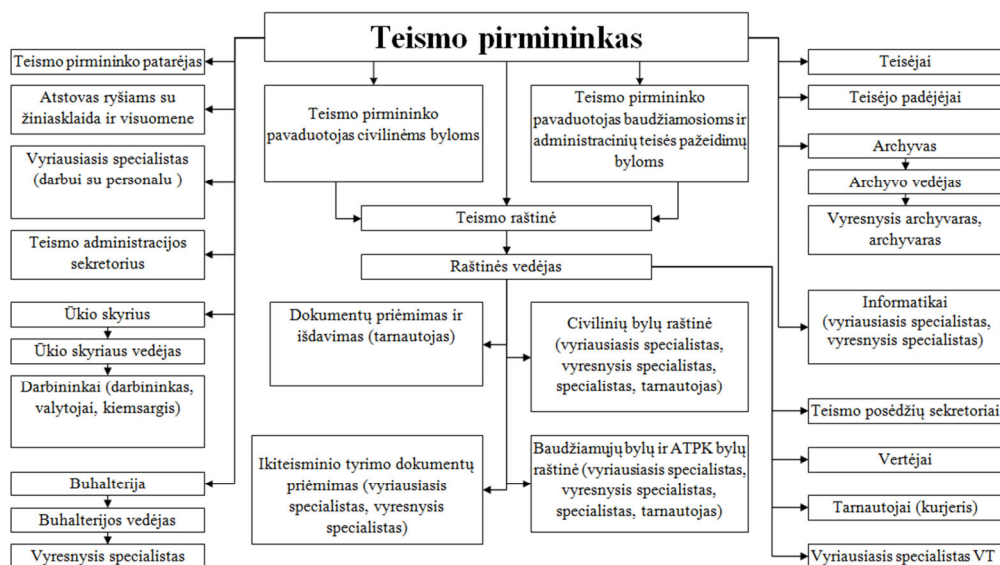 Teismo pirmininkas
Teismo pirmininko patarėjas
Atstovas ryšiams su
žiniasklaida ir visuomene
Vyriausiasis specialistas
(darbui su personalu )
Teismo administracijos
sekretorius
Ūkio skyrius
Ūkio skyriaus vedėjas
Darbininkai (darbininkas,
valytojai, kiemsargis)
Buhalterija
Buhalterijos vedėjas
Vyresnysis specialistas
Teismo pirmininko
pavaduotojas civilinėms byloms
Teismo pirmininko
pavaduotojas baudžiamosioms ir
administracinių teisės pažeidimų
byloms
Teismo raštinė
Raštinės vedėjas
Dokumentų priėmimas ir
išdavimas (tarnautojas)
Civilinių bylų raštinė
(vyriausiasis specialistas,
vyresnysis specialistas,
specialistas, tarnautojas)
Ikiteisminio tyrimo dokumentų
priėmimas (vyriausiasis
specialistas, vyresnysis
specialistas)
Baudžiamųjų bylų ir ATPK bylų
raštinė (vyriausiasis specialistas,
vyresnysis specialistas,
specialistas, tarnautojas)
Teisėjai
Teisėjo padėjėjai
Archyvas
Archyvo vedėjas
Vyresnysis archyvaras,
archyvaras
Informatikai
(vyriausiasis specialistas,
vyresnysis specialistas)
Teismo posėdžių sekretoriai
Vertėjai
Tarnautojai (kurjeris)
Vyriausiasis specialistas VT